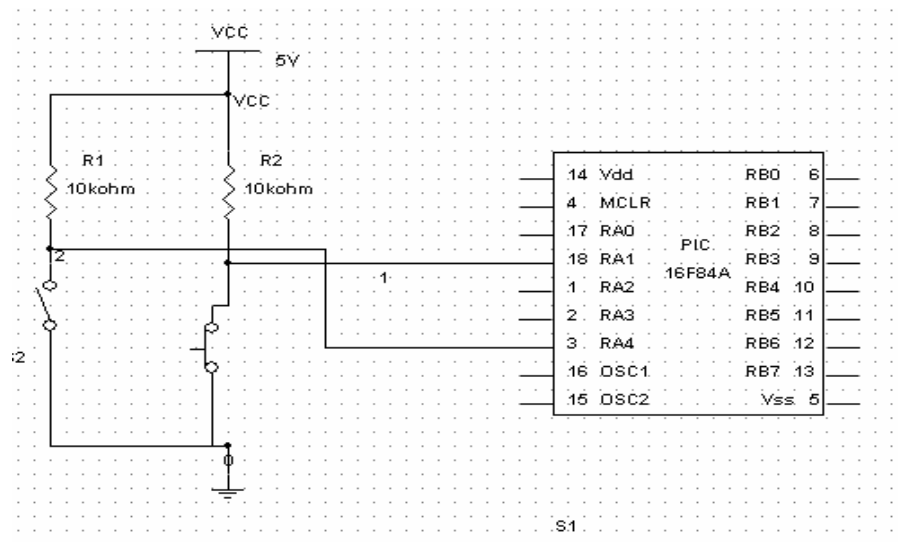 VCC
5V
VCC
R1
10kohm
R2
10kohm
2
1
0
14 Vdd RB0 6
4 MCLR RB1 7
17 RA0 RB2 8
18 RA1 RB3 9
PIC
16F84A
1 RA2 RB4 10
2 RA3 RB5 11
3 RA4 RB6 12
16 OSC1 RB7 13
15 OSC2 Vss 5
S1